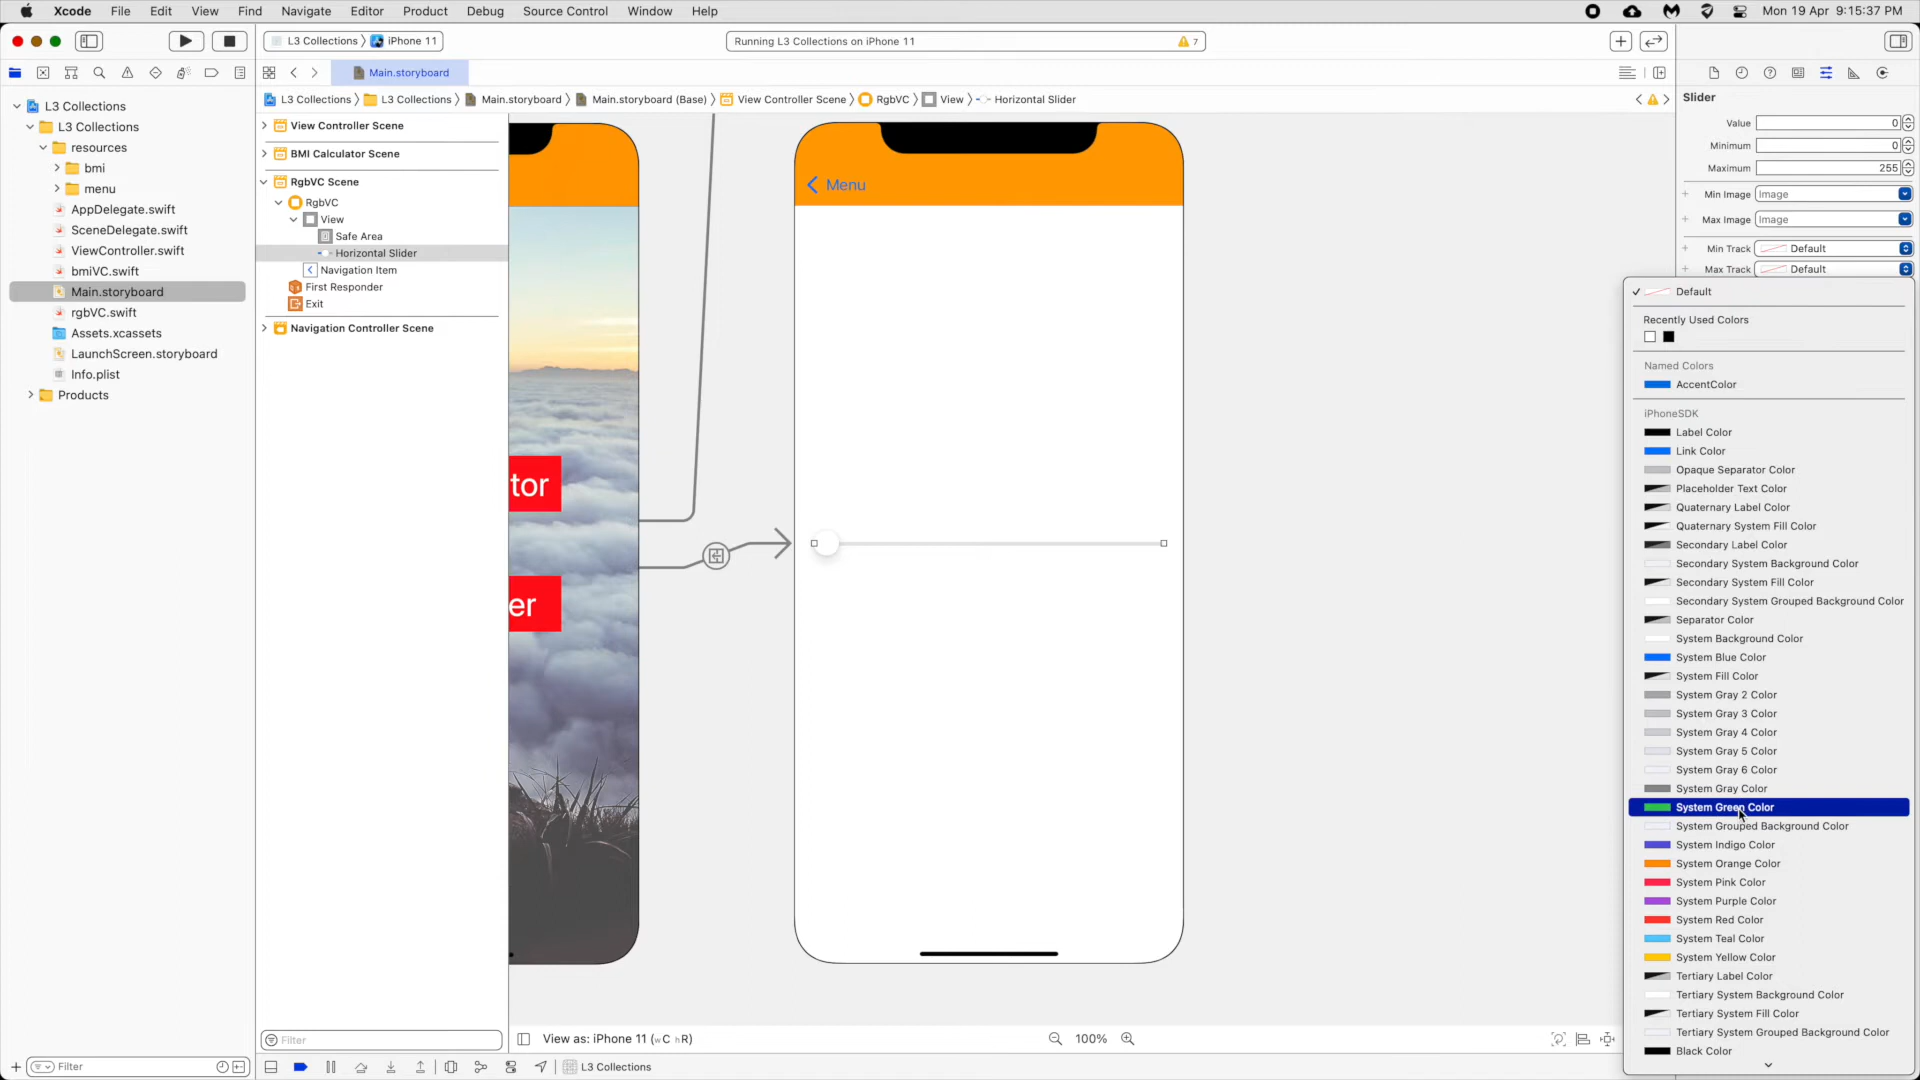 Xcode File Edit View Find Navigate Editor Product Debug Source Control Window Help Mon 19 Apr 9:15:37 PM
L3 Collections iPhone 11 Running L3 Collections on iPhone 11 7
Main.storyboard
L3 Collections L3 Collections Main.storyboard Main.storyboard (Base) View Controller Scene RgbVC View Horizontal Slider
L3 Collections
L3 Collections
resources
bmi
menu
AppDelegate.swift
SceneDelegate.swift
ViewController.swift
bmiVC.swift
Main.storyboard
rgbVC.swift
Assets.xcassets
LaunchScreen.storyboard
Info.plist
Products
Filter
View Controller Scene
BMI Calculator Scene
RgbVC Scene
RgbVC
View
Safe Area
Horizontal Slider
Navigation Item
First Responder
Exit
Navigation Controller Scene
Filter
tor
er
Menu
View as: iPhone 11 (wC hR) 100%
L3 Collections
Slider
Value 0
Minimum 0
Maximum 255
Min Image Image
Max Image Image
Min Track Default
Max Track Default
Default
Recently Used Colors
Named Colors
AccentColor
iPhoneSDK
Label Color
Link Color
Opaque Separator Color
Placeholder Text Color
Quaternary Label Color
Quaternary System Fill Color
Secondary Label Color
Secondary System Background Color
Secondary System Fill Color
Secondary System Grouped Background Color
Separator Color
System Background Color
System Blue Color
System Fill Color
System Gray 2 Color
System Gray 3 Color
System Gray 4 Color
System Gray 5 Color
System Gray 6 Color
System Gray Color
System Green Color
System Grouped Background Color
System Indigo Color
System Orange Color
System Pink Color
System Purple Color
System Red Color
System Teal Color
System Yellow Color
Tertiary Label Color
Tertiary System Background Color
Tertiary System Fill Color
Tertiary System Grouped Background Color
Black Color